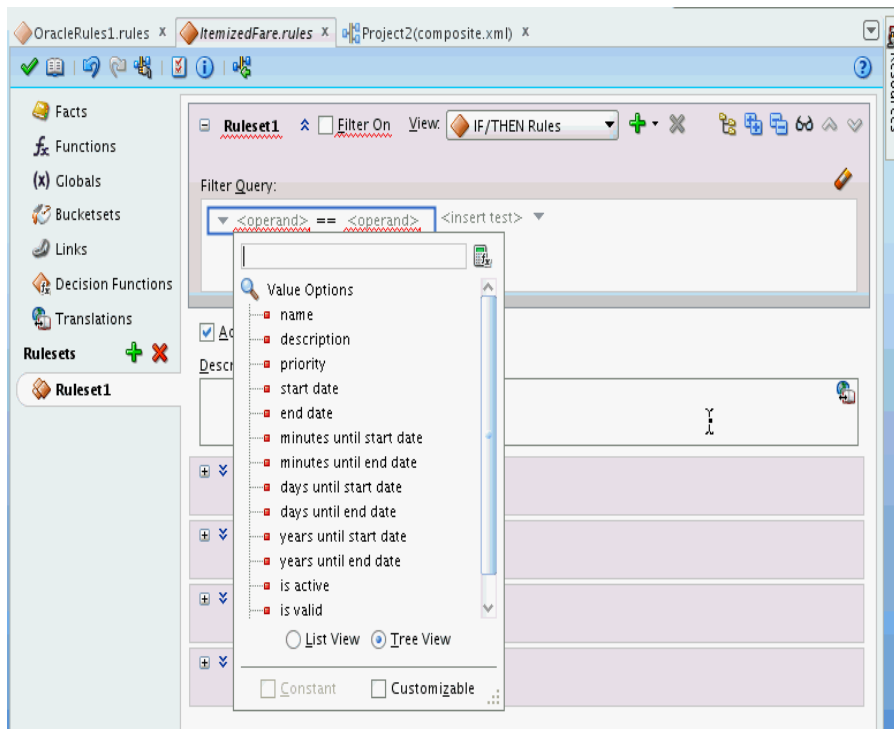 OracleRules1.rules x ItemizedFare.rules x Project2(composite.xml) x
Facts
Functions
Globals
Bucketsets
Links
Decision Functions
Translations
Rulesets
Ruleset1
Ruleset1 Filter On View: IF/THEN Rules
Filter Query:
<operand> == <operand> <insert test>
Value Options
name
description
priority
start date
end date
minutes until start date
minutes until end date
days until start date
days until end date
years until start date
years until end date
is active
is valid
List View Tree View
Constant Customizable